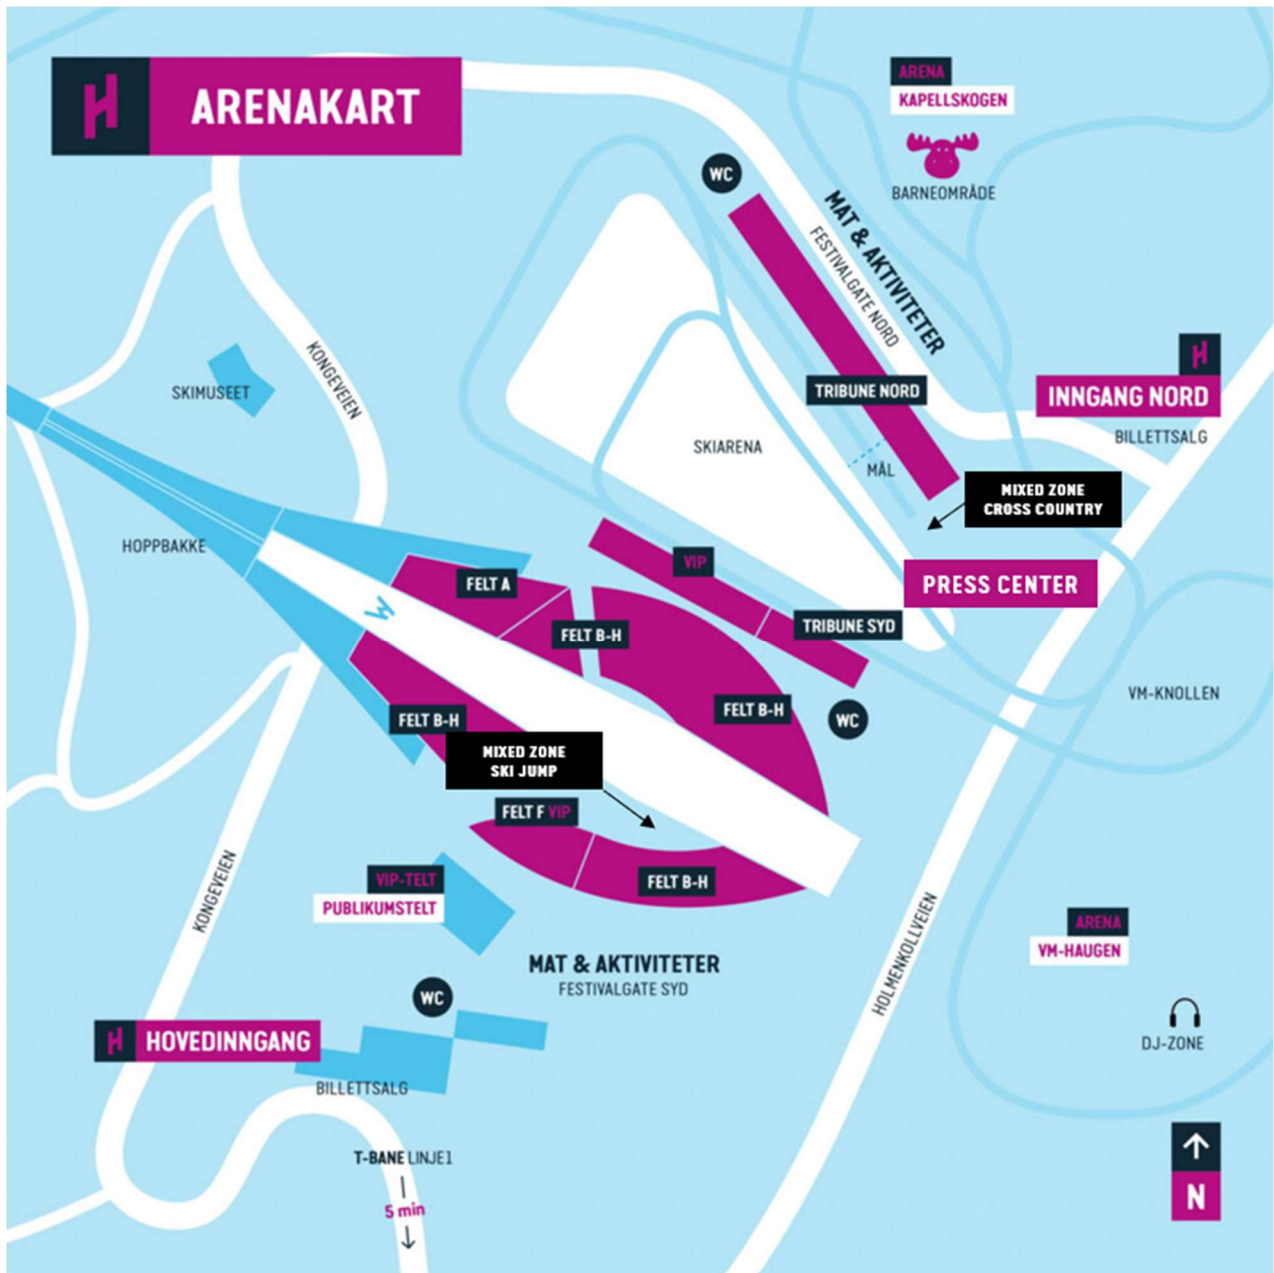 H ARENAKART
ARENA
KAPELLSKOGEN
BARNEOMRÅDE
WC
MAT & AKTIVITETER
FESTIVALGATE NORD
KONGEVEIEN
SKIMUSEET
TRIBUNE NORD
H
INNGANG NORD
BILLETTSALG
SKIARENA
MÅL
MIXED ZONE
CROSS COUNTRY
HOPPBAKKE
VIP
FELT A
PRESS CENTER
FELT B-H
TRIBUNE SYD
FELT B-H
FELT B-H
WC
VM-KNOLLEN
MIXED ZONE
SKI JUMP
FELT F VIP
FELT B-H
VIP-TELT
PUBLIKUMSTELT
KONGEVEIEN
HOLMENKOLLVEIEN
ARENA
VM-HAUGEN
MAT & AKTIVITETER
FESTIVALGATE SYD
WC
H HOVEDINNGANG
BILLETTSALG
DJ-ZONE
T-BANE LINJE 1
5 min
N